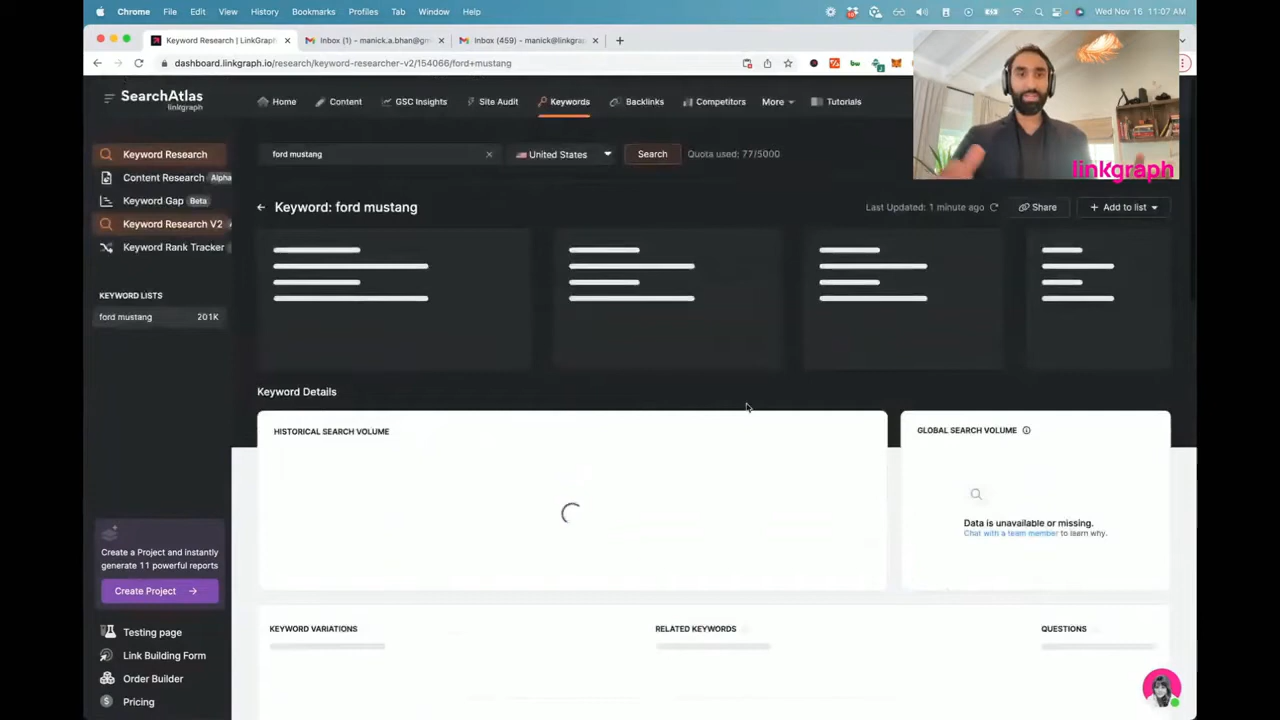 Chrome File Edit View History Bookmarks Profiles Tab Window Help Wed Nov 16 11:07 AM
Keyword Research | LinkGraph Inbox (1) – manick.a.bhan@gm Inbox (459) – manick@linkgra
dashboard.linkgraph.io/research/keyword-researcher-v2/154066/ford+mustang
SearchAtlas
linkgraph
Home Content GSC Insights Site Audit Keywords Backlinks Competitors More Tutorials
linkgraph
Keyword Research
Content Research Alpha
Keyword Gap Beta
Keyword Research V2
Keyword Rank Tracker
KEYWORD LISTS
ford mustang 201K
Create a Project and instantly
generate 11 powerful reports
Create Project
Testing page
Link Building Form
Order Builder
Pricing
ford mustang United States Search Quota used: 77/5000
Keyword: ford mustang Last Updated: 1 minute ago Share + Add to list
Keyword Details
HISTORICAL SEARCH VOLUME
GLOBAL SEARCH VOLUME
Data is unavailable or missing.
Chat with a team member to learn why.
KEYWORD VARIATIONS RELATED KEYWORDS QUESTIONS